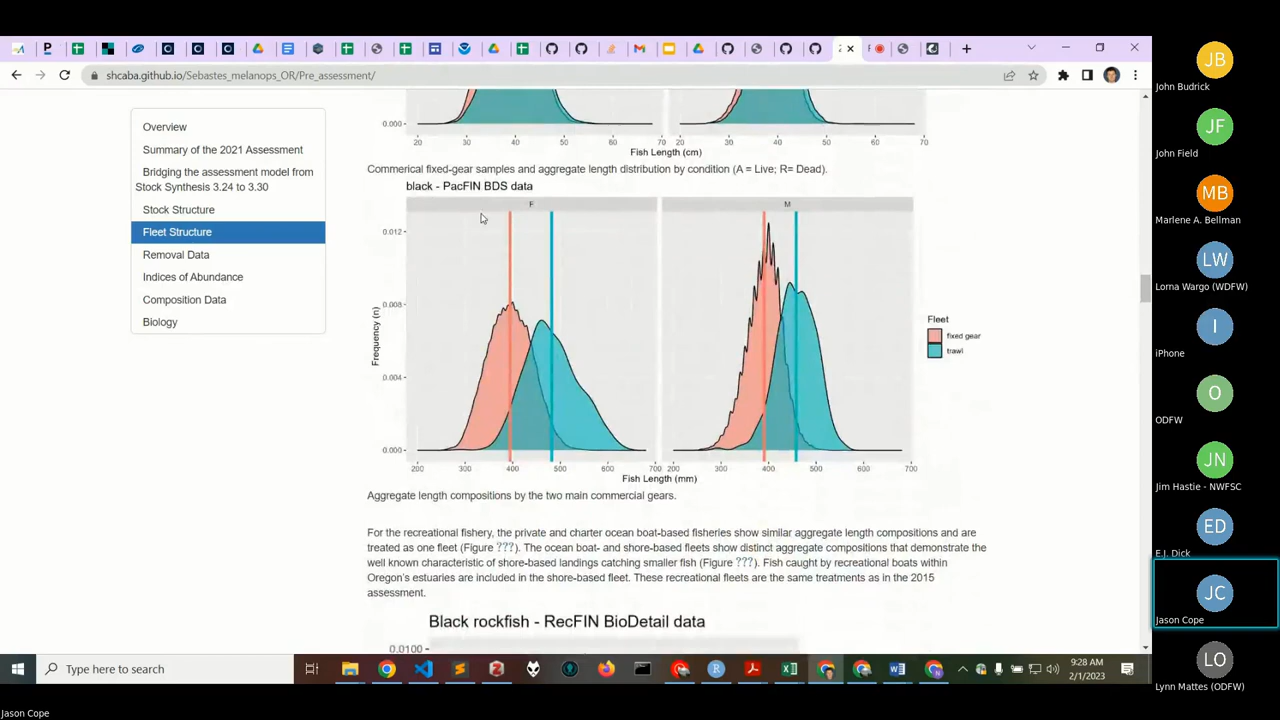 shcaba.github.io/Sebastes_melanops_OR/Pre_assessment/
Overview
Summary of the 2021 Assessment
Bridging the assessment model from
Stock Synthesis 3.24 to 3.30
Stock Structure
Fleet Structure
Removal Data
Indices of Abundance
Composition Data
Biology
0.000
20 30 40 50 60 70 20 30 40 50 60 70
Fish Length (cm)
Commerical fixed-gear samples and aggregate length distribution by condition (A = Live; R= Dead).
black - PacFIN BDS data
F M
0.012
0.008
0.004
0.000
Frequency (n)
200 300 400 500 600 700 200 300 400 500 600 700
Fish Length (mm)
Fleet
fixed gear
trawl
Aggregate length compositions by the two main commercial gears.
For the recreational fishery, the private and charter ocean boat-based fisheries show similar aggregate length compositions and are
treated as one fleet (Figure ???). The ocean boat- and shore-based fleets show distinct aggregate compositions that demonstrate the
well known characteristic of shore-based landings catching smaller fish (Figure ???). Fish caught by recreational boats within
Oregon's estuaries are included in the shore-based fleet. These recreational fleets are the same treatments as in the 2015
assessment.
Black rockfish - RecFIN BioDetail data
0.0100
Type here to search
9:28 AM
2/1/2023
JB
John Budrick
JF
John Field
MB
Marlene A. Bellman
LW
Lorna Wargo (WDFW)
I
iPhone
O
ODFW
JN
Jim Hastie - NWFSC
ED
E.J. Dick
JC
Jason Cope
LO
Lynn Mattes (ODFW)
Jason Cope